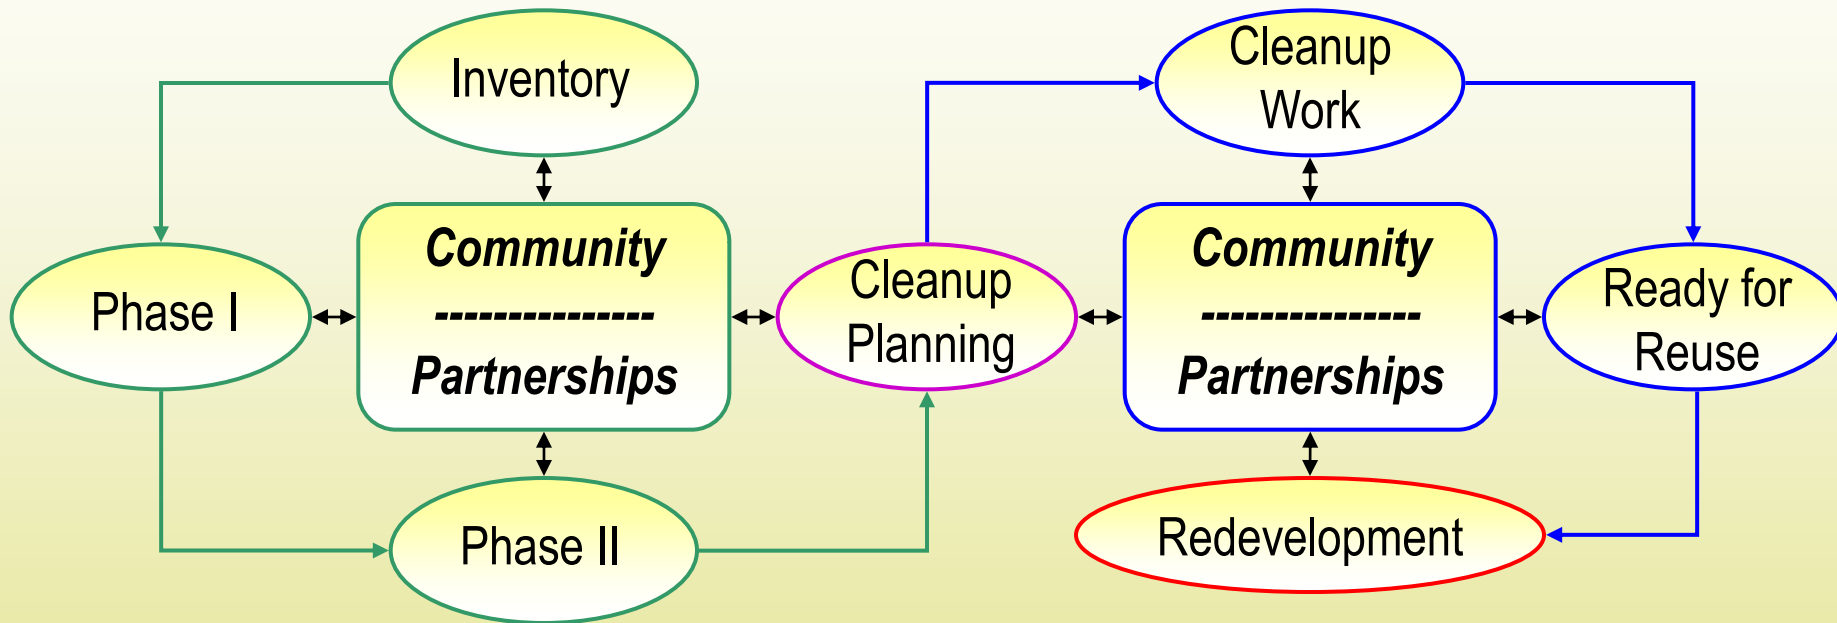 Inventory
Phase I
Community
---------------
Partnerships
Phase II
Cleanup
Planning
Cleanup
Work
Community
---------------
Partnerships
Ready for
Reuse
Redevelopment